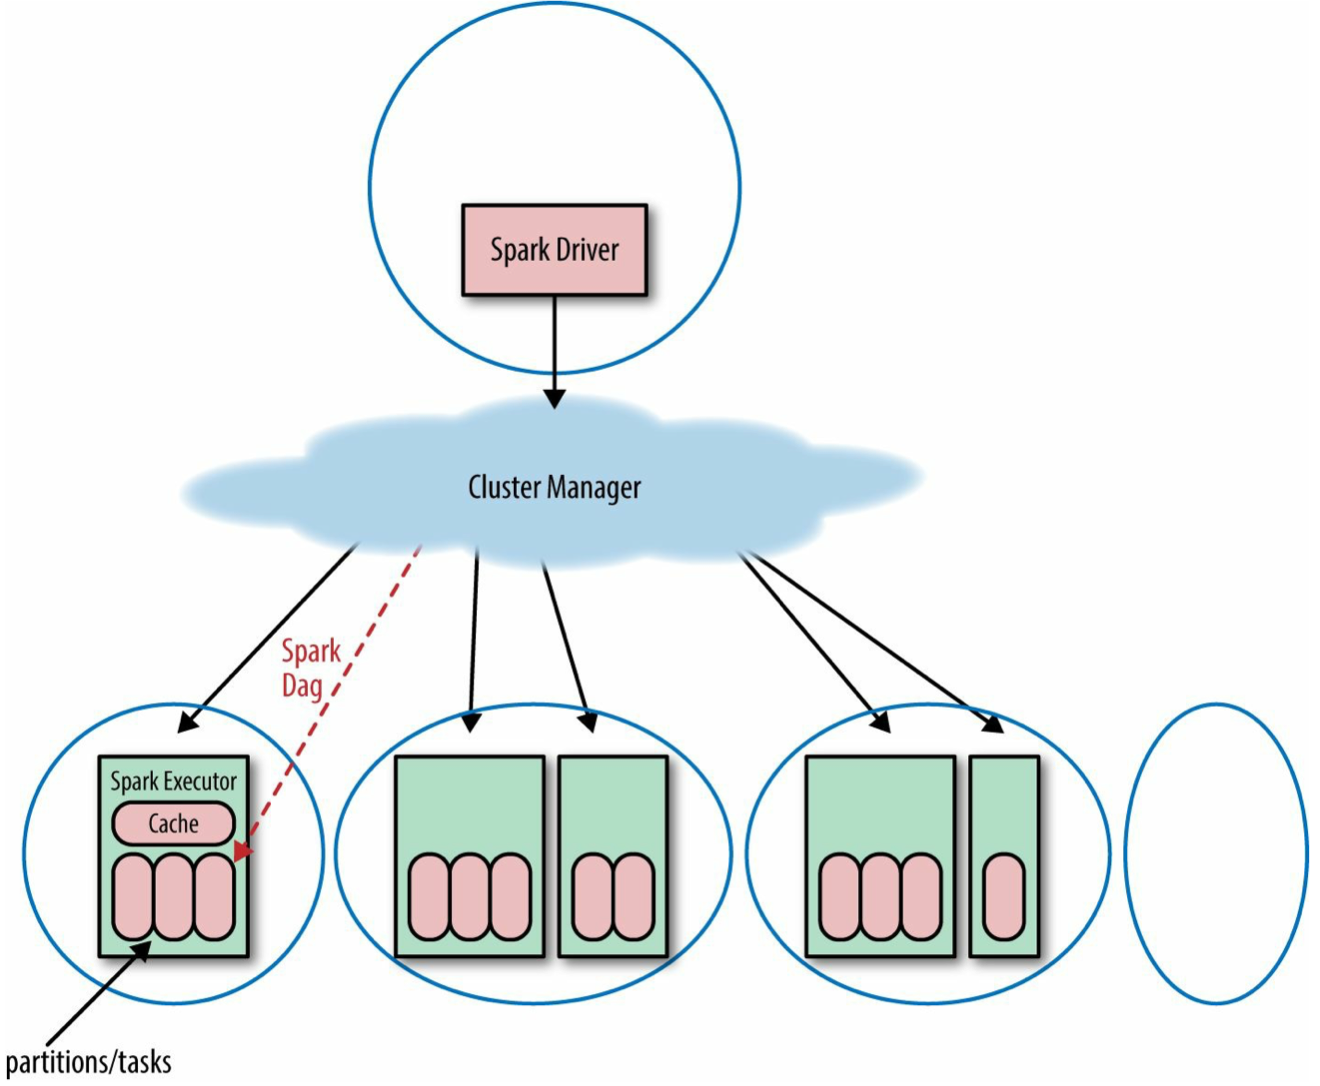 Spark Driver
Cluster Manager
Spark
Dag
Spark Executor
Cache
partitions/tasks